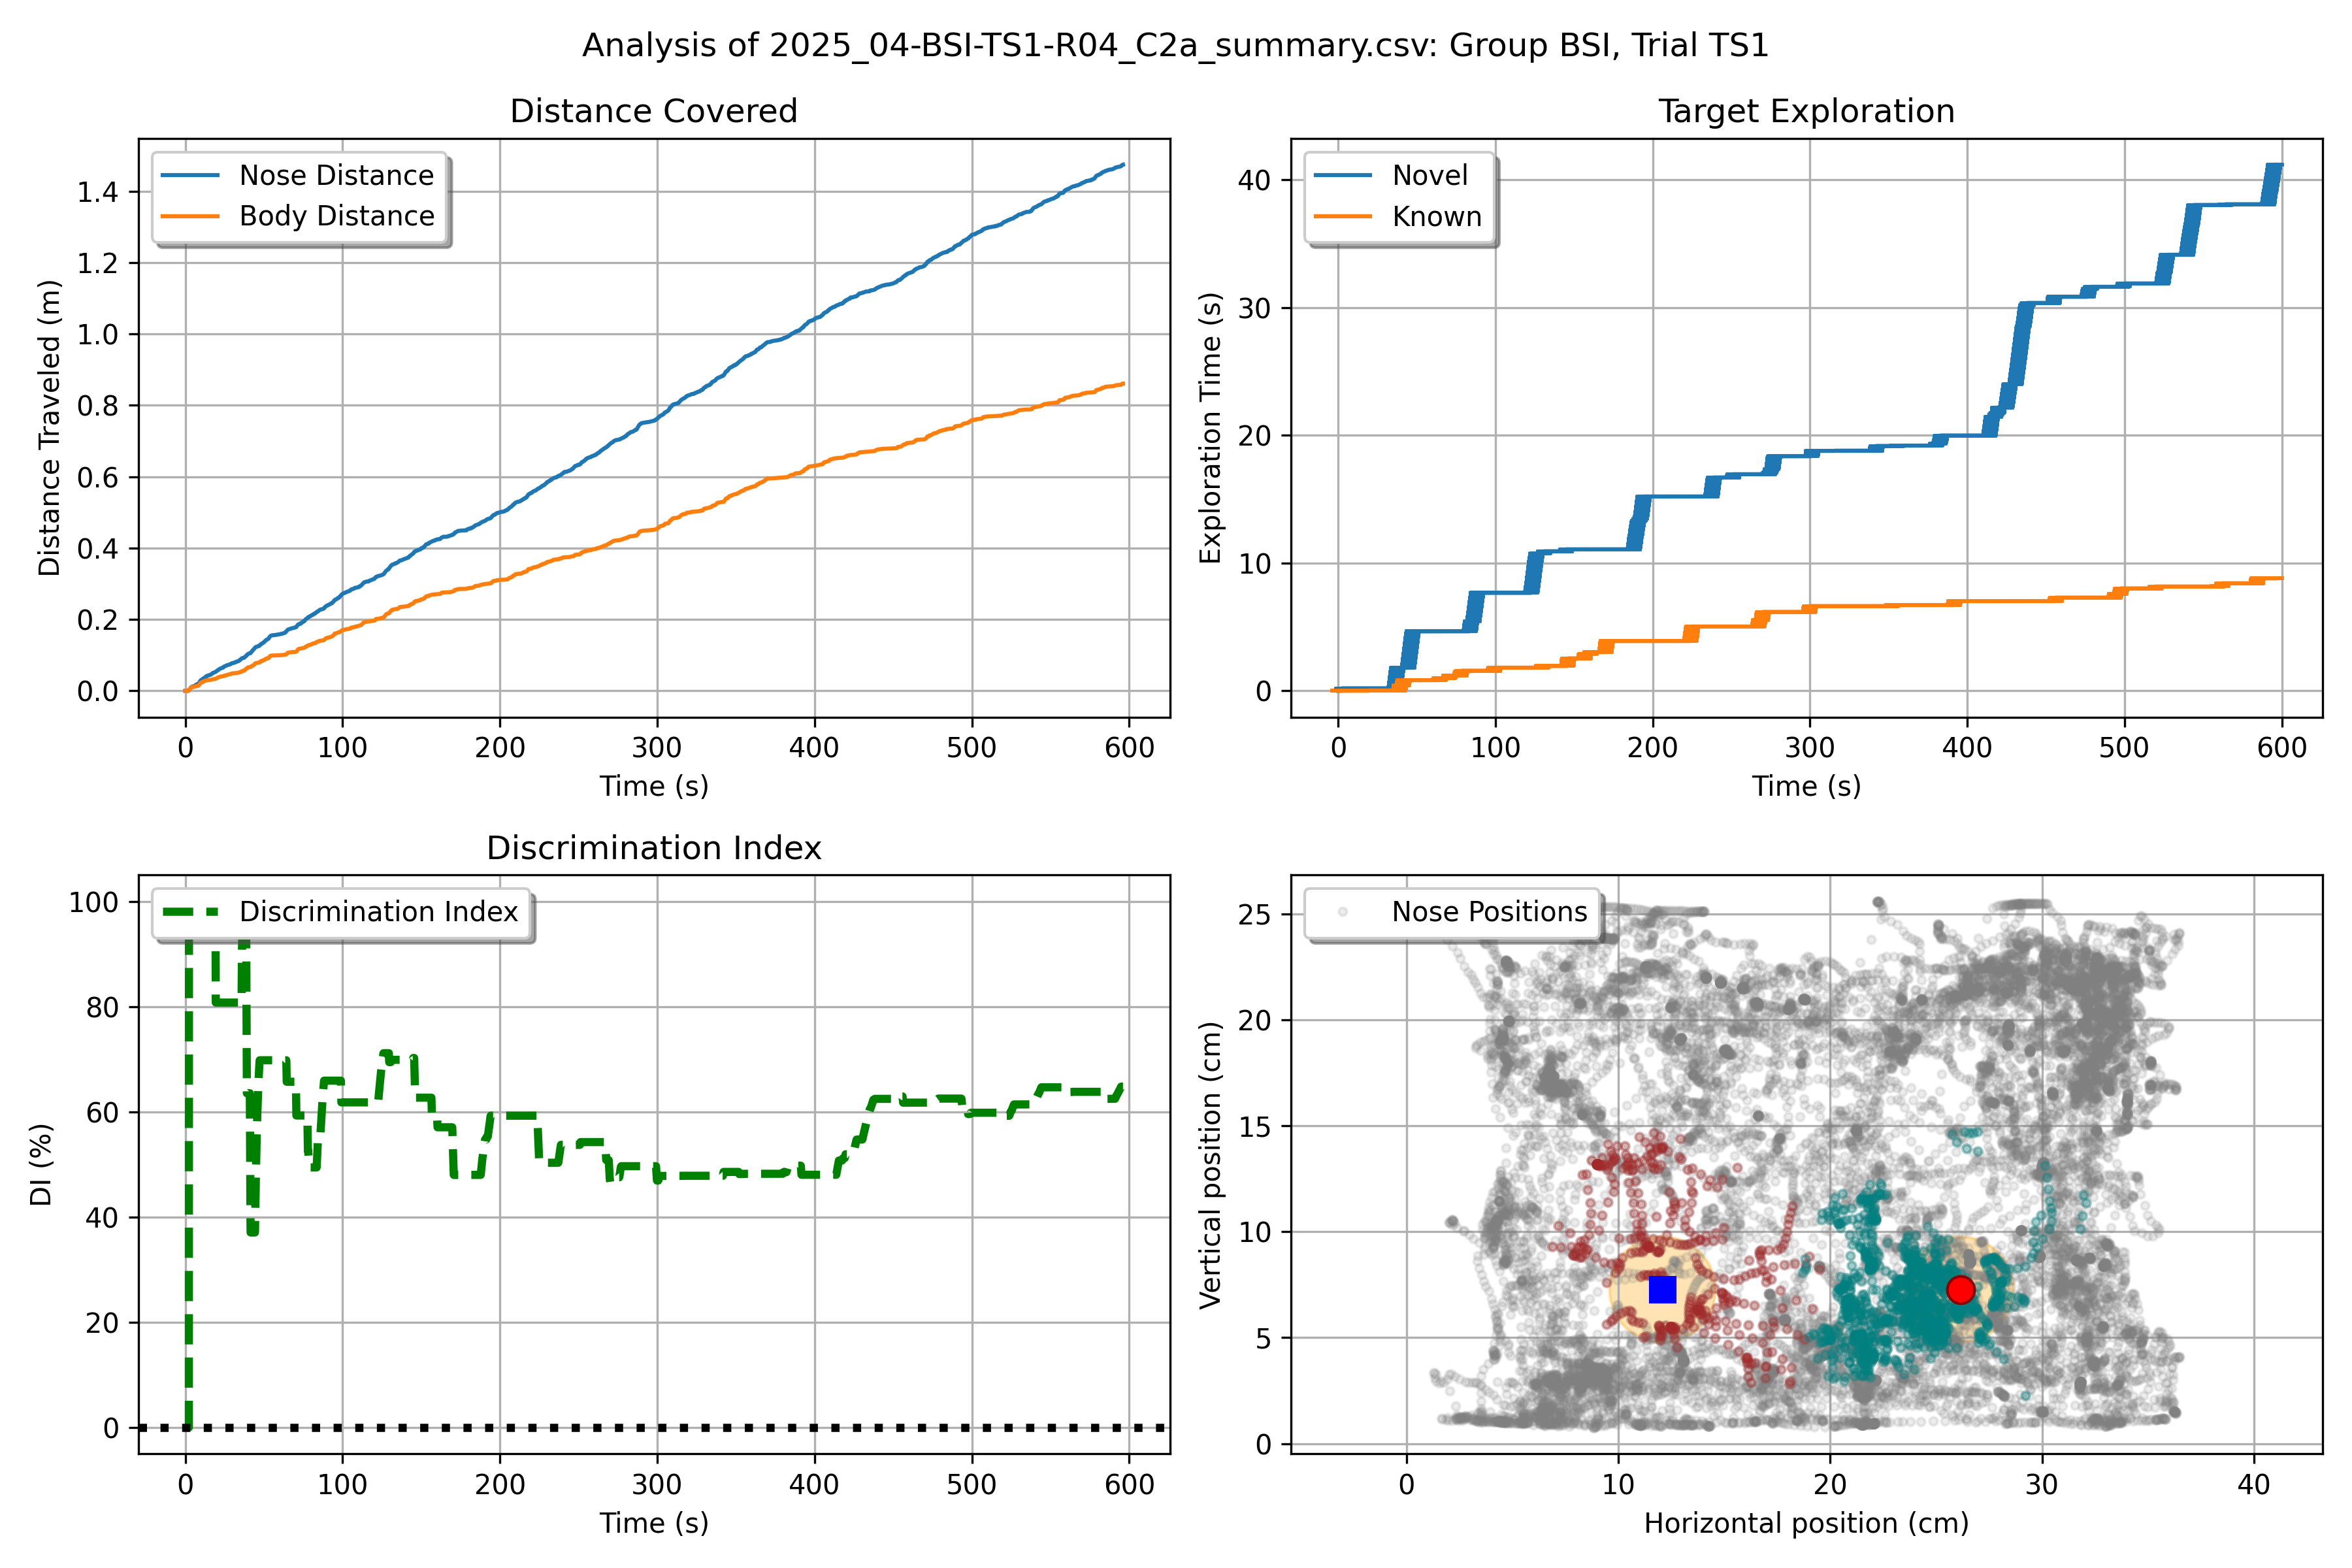 Analysis of 2025_04-BSI-TS1-R04_C2a_summary.csv: Group BSI, Trial TS1
Distance Covered
Nose Distance
Body Distance
Distance Traveled (m)
1.4
1.2
1.0
0.8
0.6
0.4
0.2
0.0
0 100 200 300 400 500 600
Time (s)
Target Exploration
Novel
Known
Exploration Time (s)
40
30
20
10
0
0 100 200 300 400 500 600
Time (s)
Discrimination Index
Discrimination Index
DI (%)
100
80
60
40
20
0
0 100 200 300 400 500 600
Time (s)
Nose Positions
Vertical position (cm)
25
20
15
10
5
0
0 10 20 30 40
Horizontal position (cm)